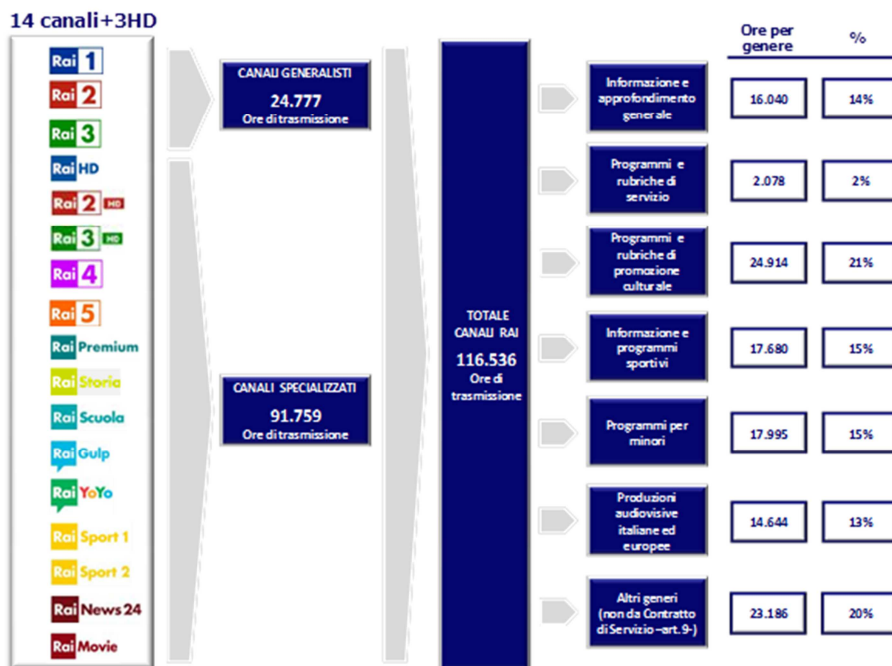 14 canali+3HD
Rai 1
Rai 2
Rai 3
Rai HD
Rai 2 HD
Rai 3 HD
Rai 4
Rai 5
Rai Premium
Rai Storia
Rai Scuola
Rai Gulp
Rai YoYo
Rai Sport 1
Rai Sport 2
Rai News 24
Rai Movie
CANALI GENERALISTI
24.777
Ore di trasmissione
CANALI SPECIALIZZATI
91.759
Ore di trasmissione
TOTALE
CANALI RAI
116.536
Ore di
trasmissione
Ore per
genere
%
Informazione e
approfondimento
generale
16.040
14%
Programmi e
rubriche di
servizio
2.078
2%
Programmi e
rubriche di
promozione
culturale
24.914
21%
Informazione e
programmi
sportivi
17.680
15%
Programmi per
minori
17.995
15%
Produzioni
audiovisive
italiane ed
europee
14.644
13%
Altri generi
(non da Contratto
di Servizio –art.9-)
23.186
20%